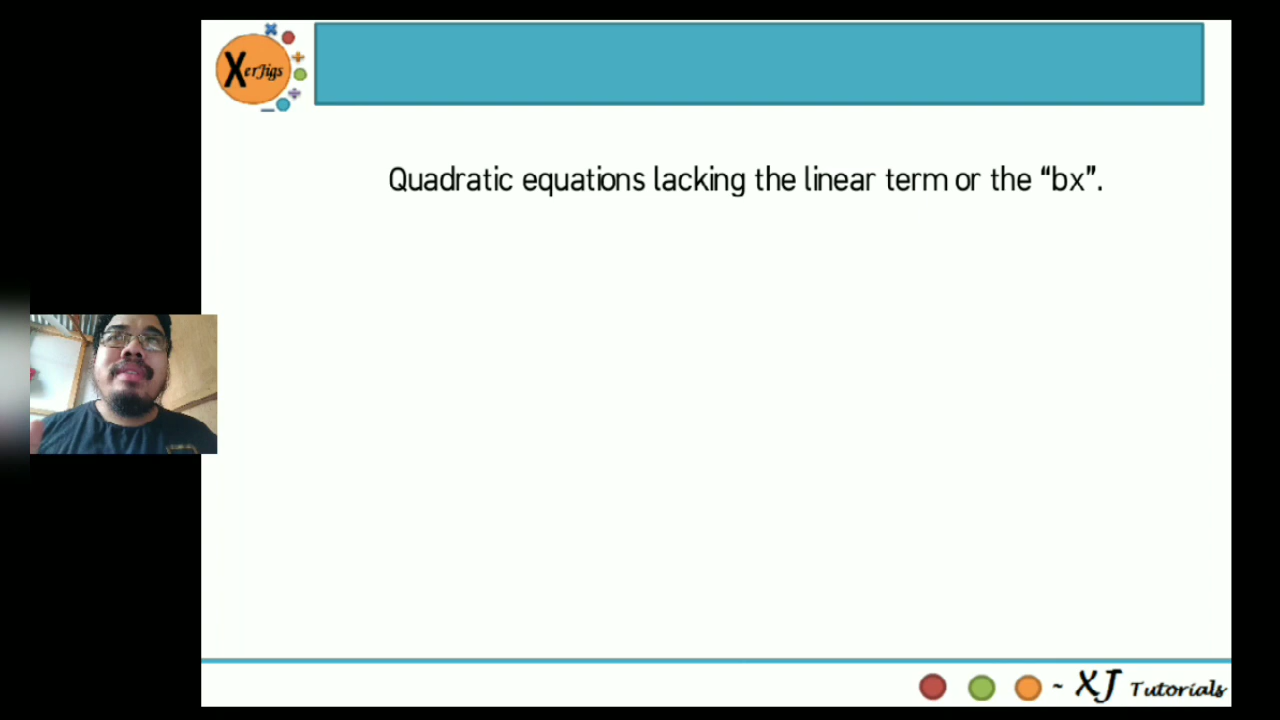 XerJigs
Quadratic equations lacking the linear term or the “bx”.
~ XJ Tutorials